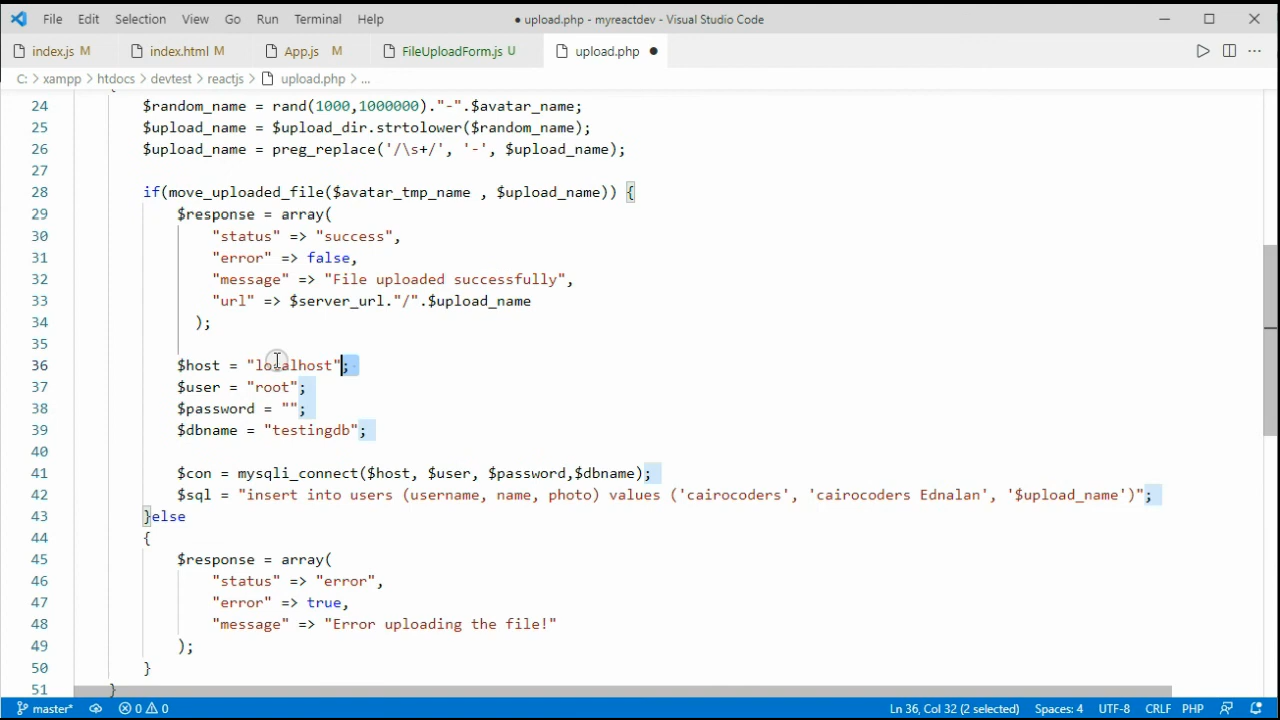 File Edit Selection View Go Run Terminal Help ● upload.php - myreactdev - Visual Studio Code
index.js M index.html M App.js M FileUploadForm.js U upload.php ●
C: > xampp > htdocs > devtest > reactjs > upload.php > ...
24 $random_name = rand(1000,1000000)."-".$avatar_name;
25 $upload_name = $upload_dir.strtolower($random_name);
26 $upload_name = preg_replace('/\s+/', '-', $upload_name);
27
28 if(move_uploaded_file($avatar_tmp_name , $upload_name)) {
29 $response = array(
30 "status" => "success",
31 "error" => false,
32 "message" => "File uploaded successfully",
33 "url" => $server_url."/".$upload_name
34 );
35
36 $host = "localhost";
37 $user = "root";
38 $password = "";
39 $dbname = "testingdb";
40
41 $con = mysqli_connect($host, $user, $password,$dbname);
42 $sql = "insert into users (username, name, photo) values ('cairocoders', 'cairocoders Ednalan', '$upload_name')";
43 }else
44 {
45 $response = array(
46 "status" => "error",
47 "error" => true,
48 "message" => "Error uploading the file!"
49 );
50 }
51 }
master* 0 0 Ln 36, Col 32 (2 selected) Spaces: 4 UTF-8 CRLF PHP